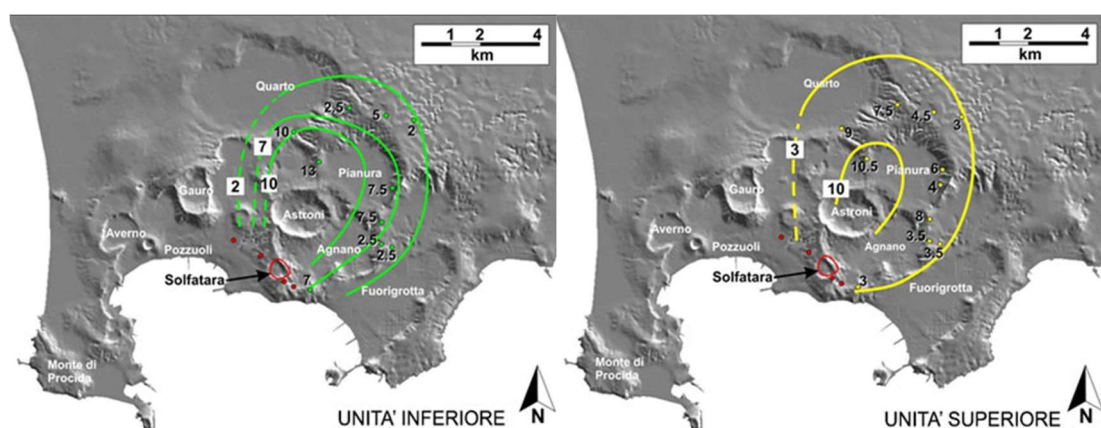 1 2 4
km
Quarto
2.5
5
2
10
7
13
Pianura
2
10
7.5
Gauro
Astroni
7.5
Averno
Agnano
2.5
2.5
Pozzuoli
Solfatara
7
Fuorigrotta
Monte di
Procida
N
UNITA' INFERIORE
1 2 4
km
Quarto
7.5
4.5
3
9
3
10.5
Pianura
6
4
Gauro
10
Astroni
8
Averno
Agnano
3.5
3.5
Pozzuoli
Solfatara
3
Fuorigrotta
Monte di
Procida
N
UNITA' SUPERIORE